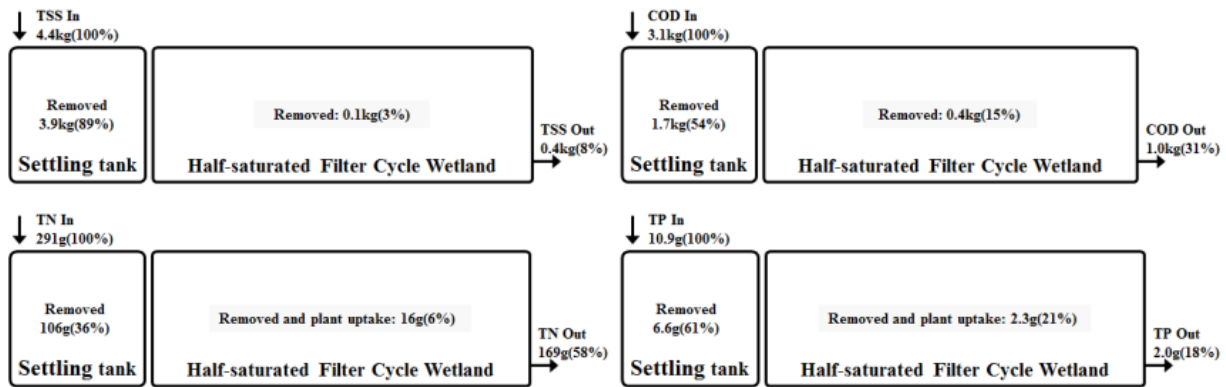 TSS In
4.4kg(100%)
Removed
3.9kg(89%)
Settling tank
Removed: 0.1kg(3%)
Half-saturated Filter Cycle Wetland
TSS Out
0.4kg(8%)
COD In
3.1kg(100%)
Removed
1.7kg(54%)
Settling tank
Removed: 0.4kg(15%)
Half-saturated Filter Cycle Wetland
COD Out
1.0kg(31%)
TN In
291g(100%)
Removed
106g(36%)
Settling tank
Removed and plant uptake: 16g(6%)
Half-saturated Filter Cycle Wetland
TN Out
169g(58%)
TP In
10.9g(100%)
Removed
6.6g(61%)
Settling tank
Removed and plant uptake: 2.3g(21%)
Half-saturated Filter Cycle Wetland
TP Out
2.0g(18%)